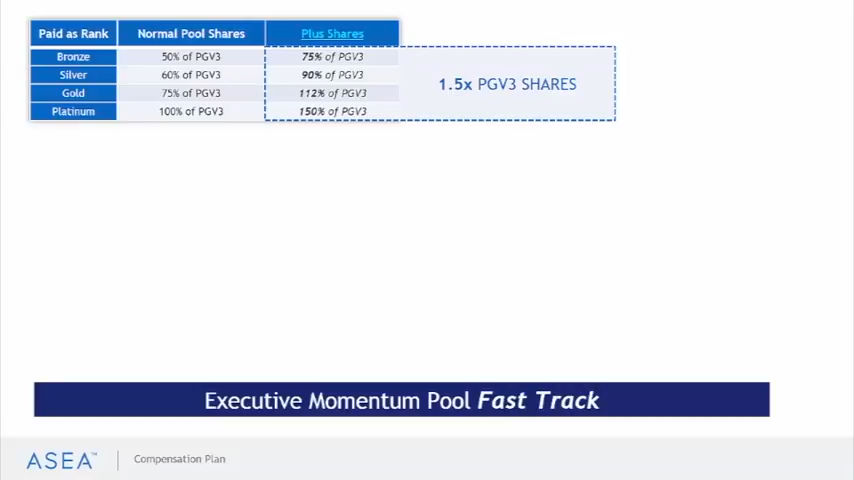 Paid as Rank Normal Pool Shares Plus Shares
Bronze 50% of PGV3 75% of PGV3
Silver 60% of PGV3 90% of PGV3
Gold 75% of PGV3 112% of PGV3
Platinum 100% of PGV3 150% of PGV3
1.5x PGV3 SHARES
Executive Momentum Pool Fast Track
ASEA™ Compensation Plan